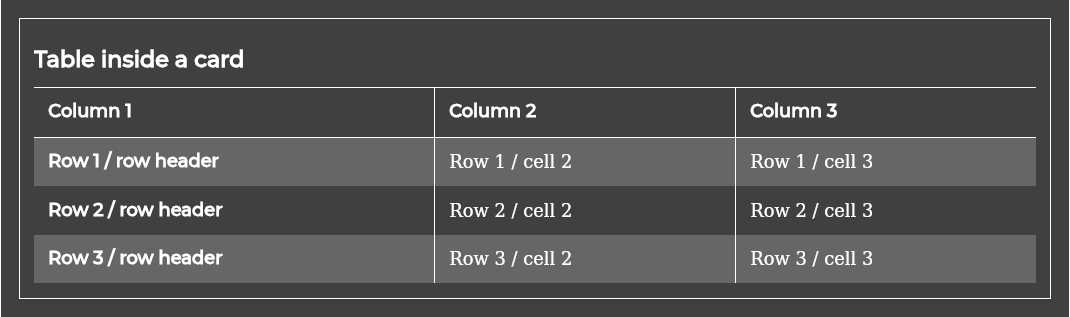 Table inside a card
Column 1 Column 2 Column 3
Row 1 / row header Row 1 / cell 2 Row 1 / cell 3
Row 2 / row header Row 2 / cell 2 Row 2 / cell 3
Row 3 / row header Row 3 / cell 2 Row 3 / cell 3